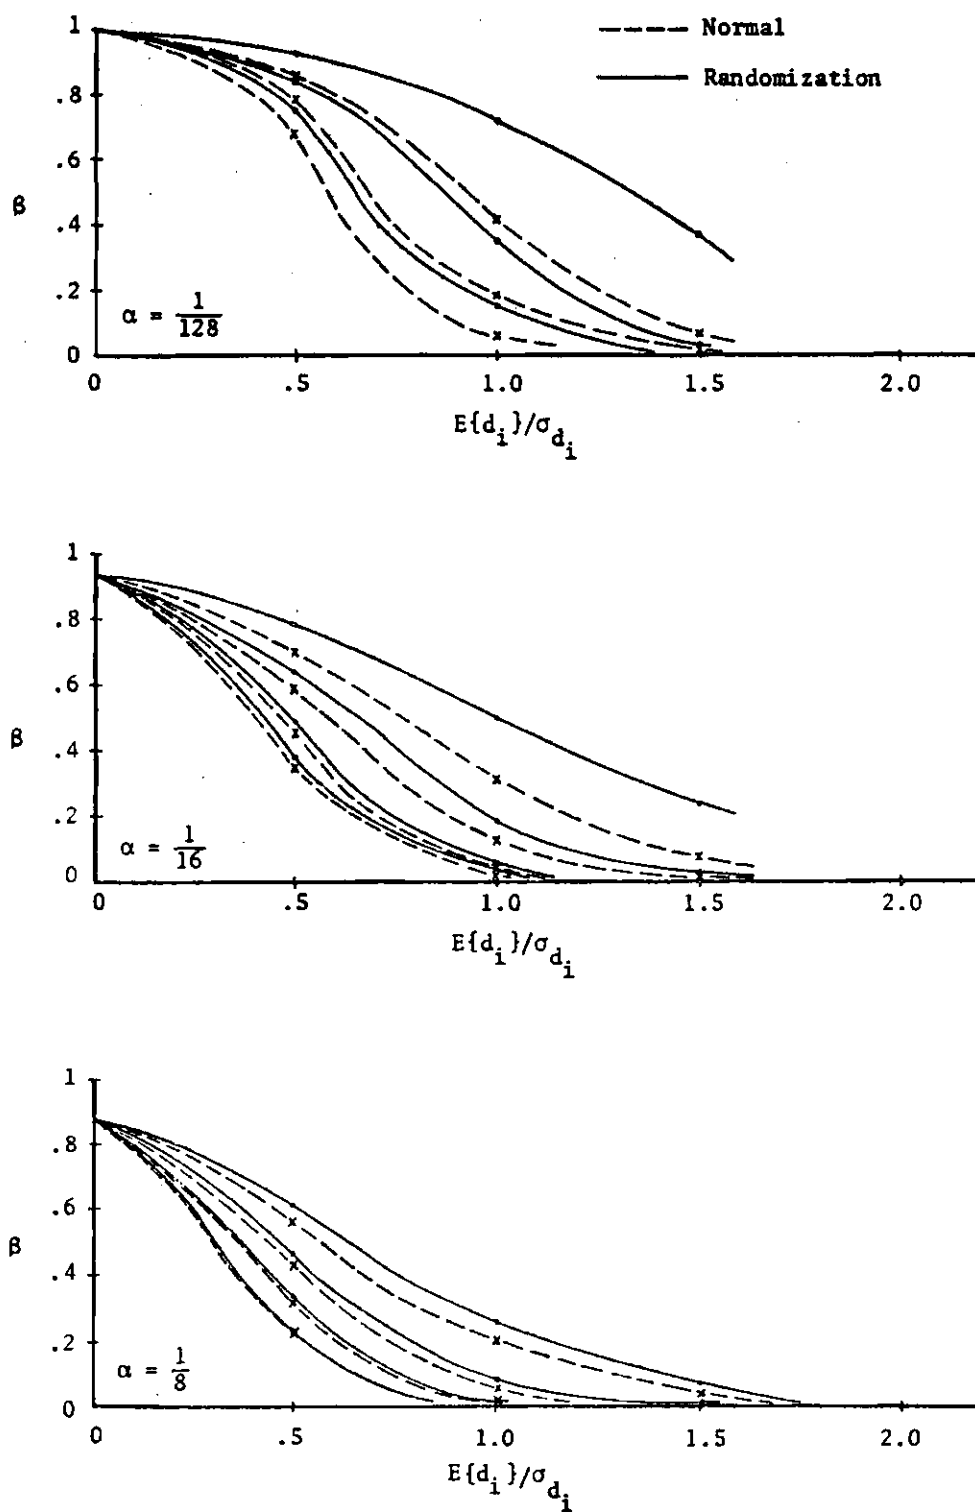 1
--- Normal
Randomization
.8
.6
β
.4
.2
α = 1/128
0
0 .5 1.0 1.5 2.0
E{d_i}/σ_{d_i}
1
.8
.6
β
.4
.2
α = 1/16
0
0 .5 1.0 1.5 2.0
E{d_i}/σ_{d_i}
1
.8
.6
β
.4
.2
α = 1/8
0
0 .5 1.0 1.5 2.0
E{d_i}/σ_{d_i}